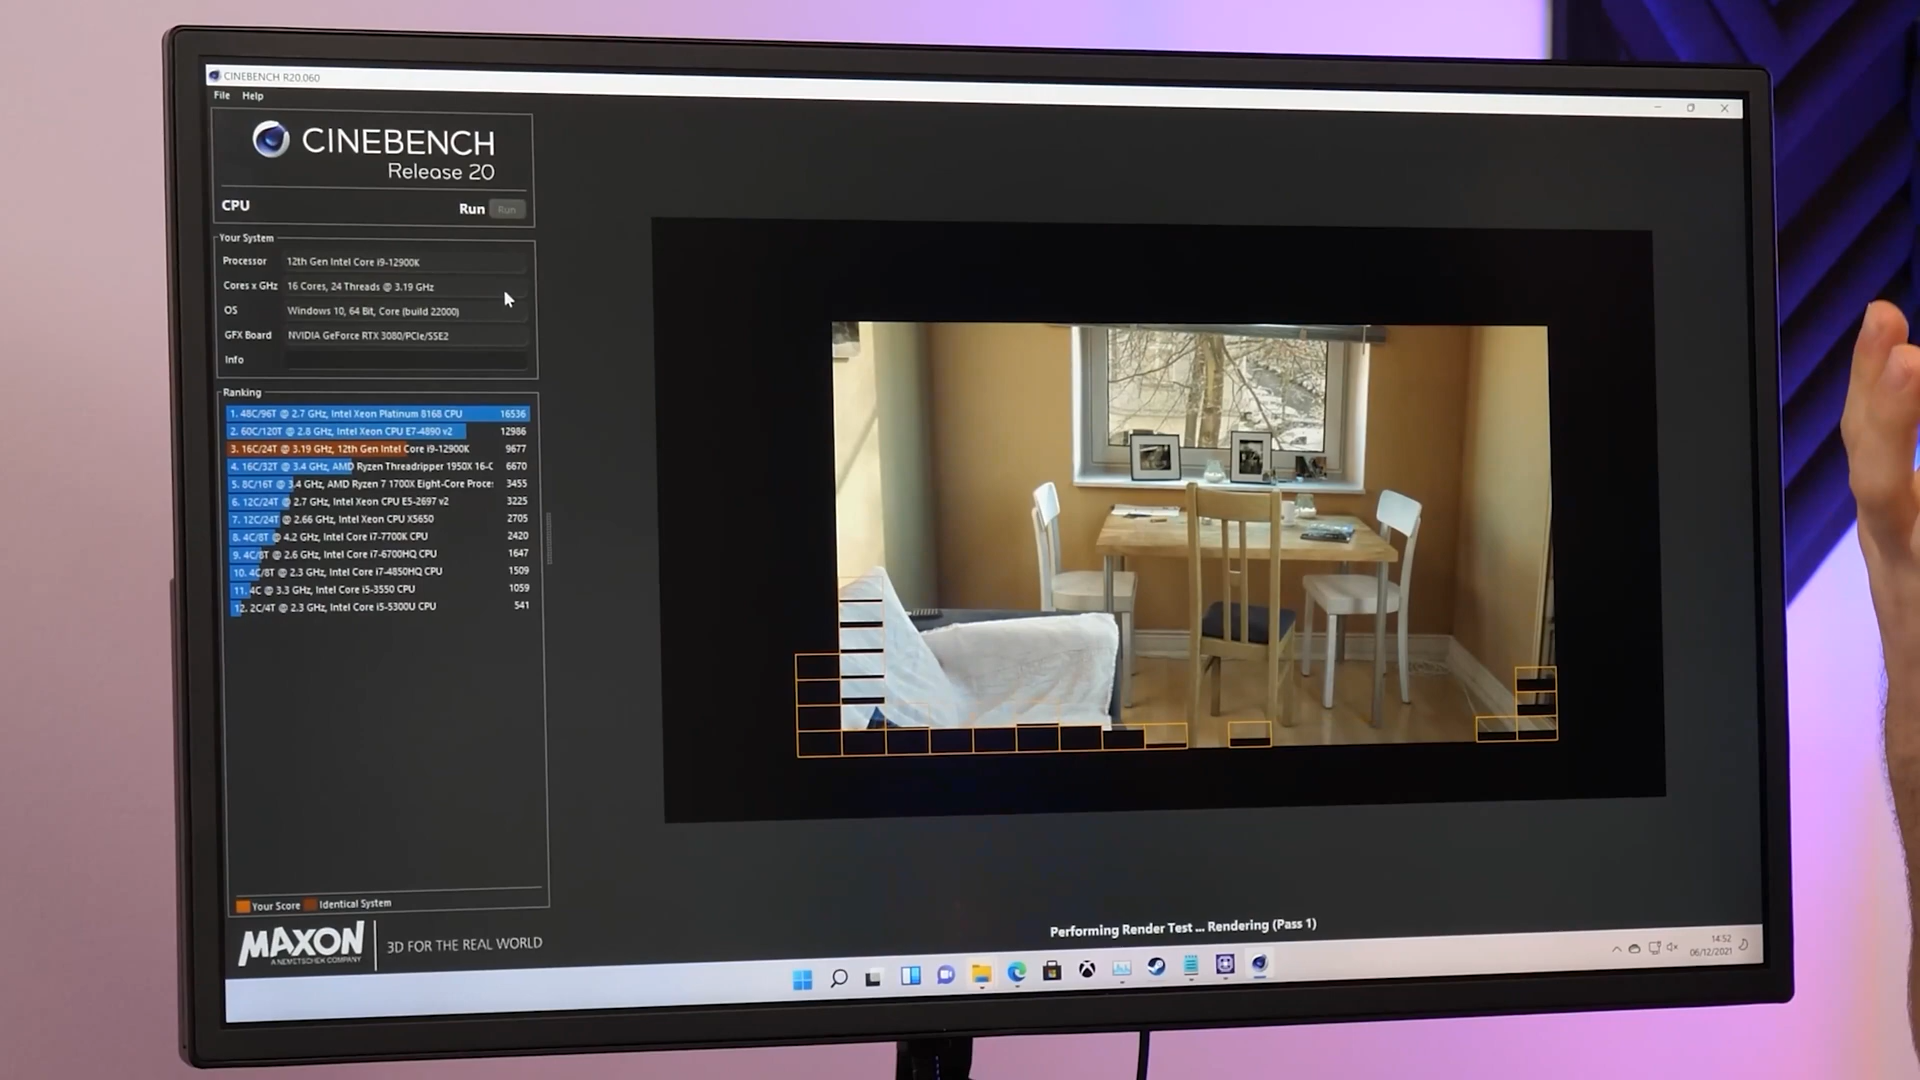 CINEBENCH R20.060
File Help
CINEBENCH
Release 20
CPU Run Run
Your System
Processor 12th Gen Intel Core i9-12900K
Cores x GHz 16 Cores, 24 Threads @ 3.19 GHz
OS Windows 10, 64 Bit, Core (build 22000)
GFX Board NVIDIA GeForce RTX 3080/PCIe/SSE2
Info
Ranking
1. 48C/96T @ 2.7 GHz, Intel Xeon Platinum 8168 CPU 16536
2. 60C/120T @ 2.8 GHz, Intel Xeon CPU E7-4890 v2 12986
3. 16C/24T @ 3.19 GHz, 12th Gen Intel Core i9-12900K 9677
4. 16C/32T @ 3.4 GHz, AMD Ryzen Threadripper 1950X 16-C 6670
5. 8C/16T @ 3.4 GHz, AMD Ryzen 7 1700X Eight-Core Proce: 3455
6. 12C/24T @ 2.7 GHz, Intel Xeon CPU E5-2697 v2 3225
7. 12C/24T @ 2.66 GHz, Intel Xeon CPU X5650 2705
8. 4C/8T @ 4.2 GHz, Intel Core i7-7700K CPU 2420
9. 4C/8T @ 2.6 GHz, Intel Core i7-6700HQ CPU 1647
10. 4C/8T @ 2.3 GHz, Intel Core i7-4850HQ CPU 1509
11. 4C @ 3.3 GHz, Intel Core i5-3550 CPU 1059
12. 2C/4T @ 2.3 GHz, Intel Core i5-5300U CPU 541
Your Score Identical System
MAXON
A NEMETSCHEK COMPANY
3D FOR THE REAL WORLD
Performing Render Test ... Rendering (Pass 1)
14:52
06/12/2021